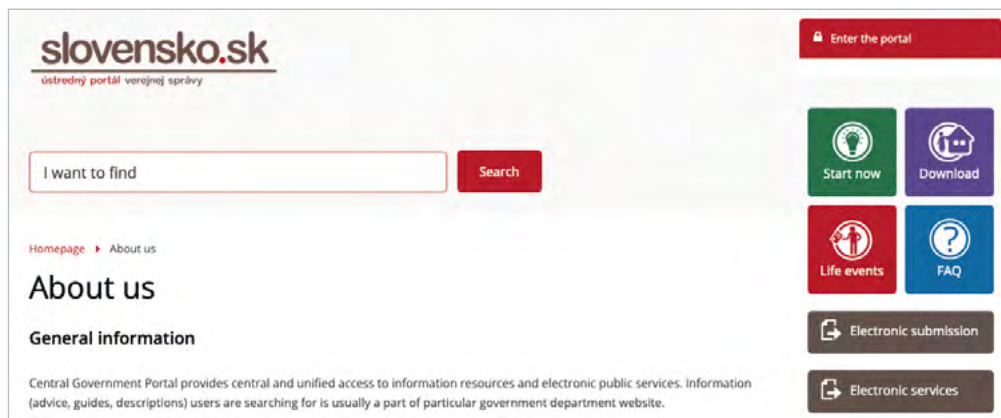 slovensko.sk
ústredný portál verejnej správy
Enter the portal
I want to find
Search
Start now
Download
Life events
FAQ
Homepage
About us
About us
General information
Electronic submission
Electronic services
Central Government Portal provides central and unified access to information resources and electronic public services. Information
(advice, guides, descriptions) users are searching for is usually a part of particular government department website.